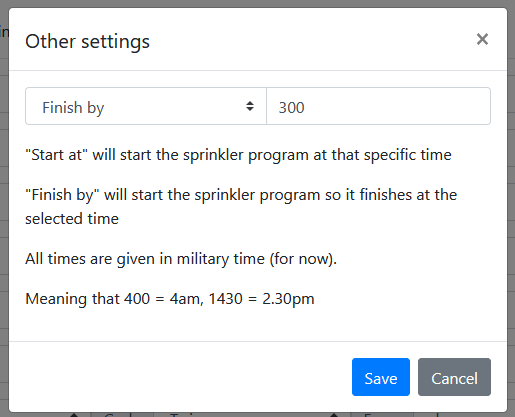 Other settings ×
Finish by 300
"Start at" will start the sprinkler program at that specific time
"Finish by" will start the sprinkler program so it finishes at the
selected time
All times are given in military time (for now).
Meaning that 400 = 4am, 1430 = 2.30pm
Save Cancel